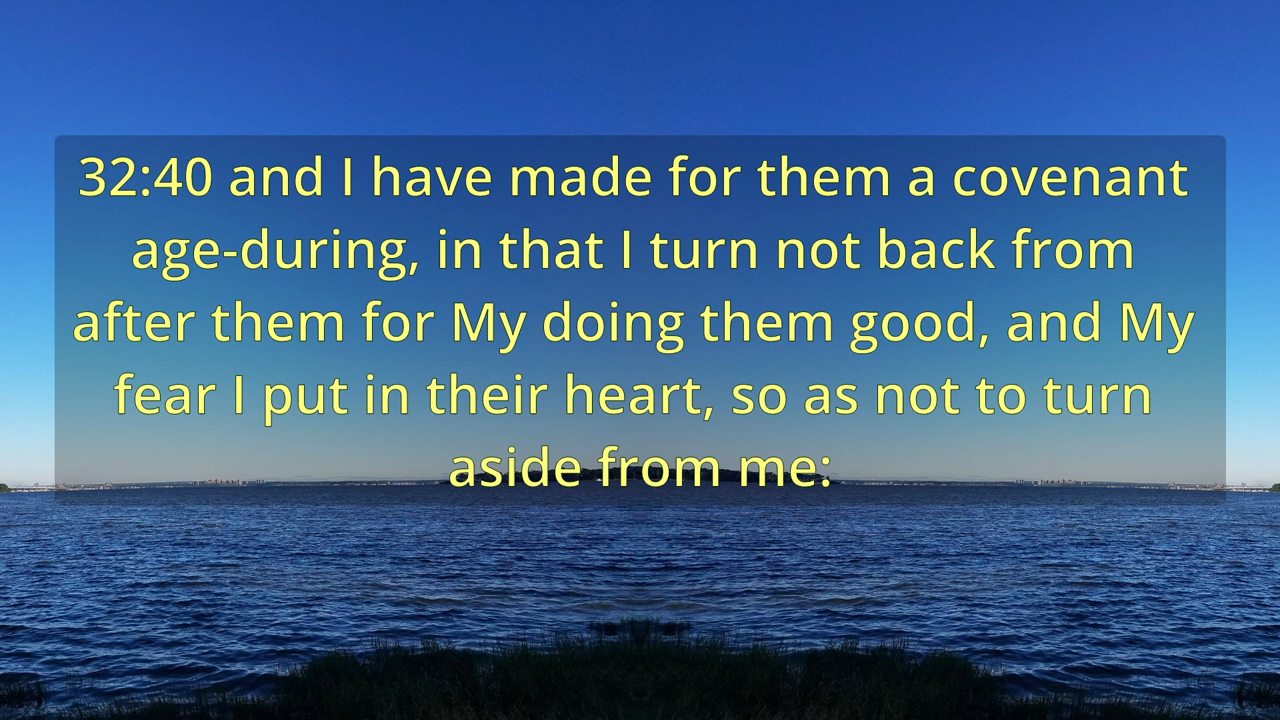 32:40 and I have made for them a covenant
age-during, in that I turn not back from
after them for My doing them good, and My
fear I put in their heart, so as not to turn
aside from me: